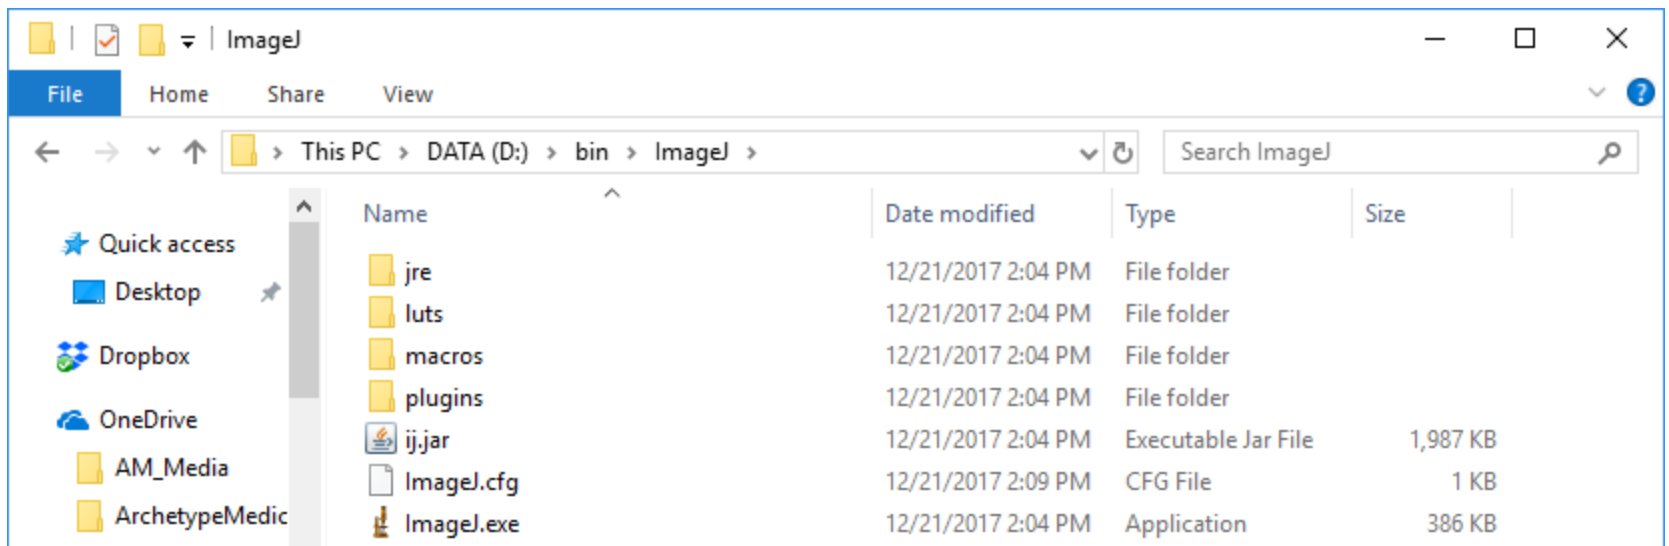 ImageJ
File Home Share View
This PC > DATA (D:) > bin > ImageJ > Search ImageJ
Name Date modified Type Size
Quick access
Desktop
Dropbox
OneDrive
AM_Media
ArchetypeMedic
jre 12/21/2017 2:04 PM File folder
luts 12/21/2017 2:04 PM File folder
macros 12/21/2017 2:04 PM File folder
plugins 12/21/2017 2:04 PM File folder
ij.jar 12/21/2017 2:04 PM Executable Jar File 1,987 KB
ImageJ.cfg 12/21/2017 2:09 PM CFG File 1 KB
ImageJ.exe 12/21/2017 2:04 PM Application 386 KB